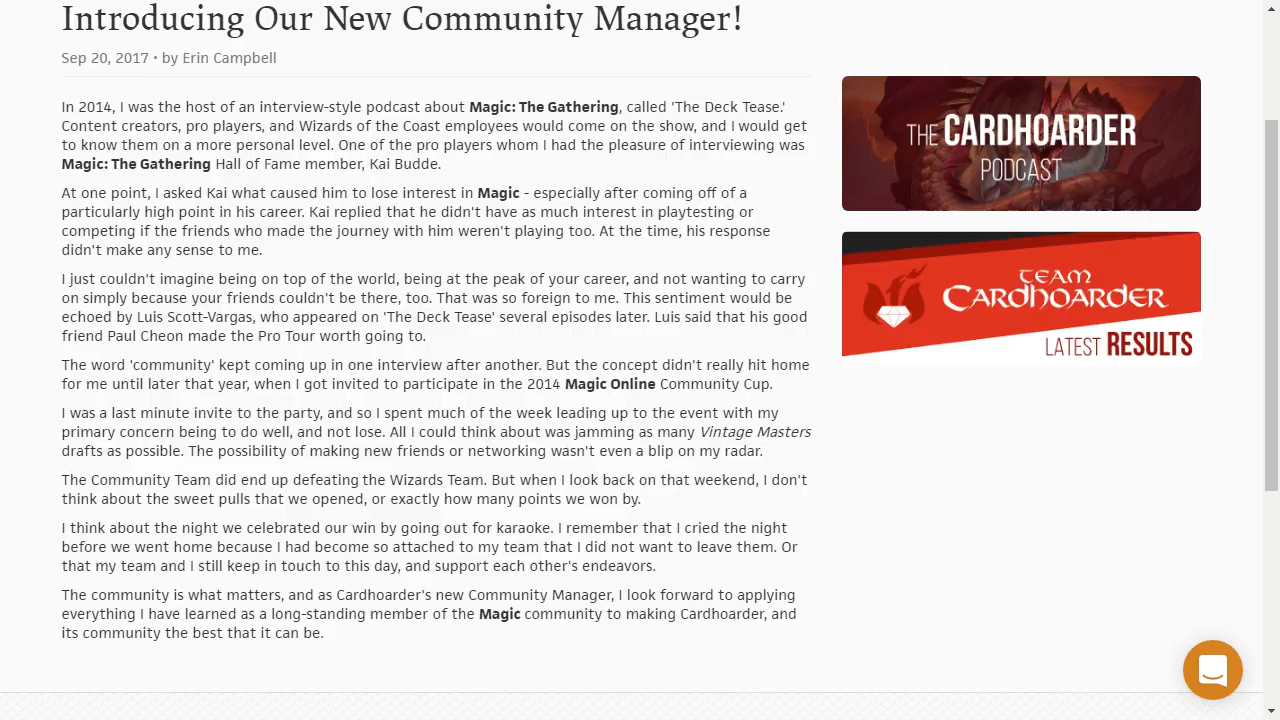 Introducing Our New Community Manager!
Sep 20, 2017 • by Erin Campbell
In 2014, I was the host of an interview-style podcast about Magic: The Gathering, called 'The Deck Tease.'
Content creators, pro players, and Wizards of the Coast employees would come on the show, and I would get
to know them on a more personal level. One of the pro players whom I had the pleasure of interviewing was
Magic: The Gathering Hall of Fame member, Kai Budde.
At one point, I asked Kai what caused him to lose interest in Magic - especially after coming off of a
particularly high point in his career. Kai replied that he didn't have as much interest in playtesting or
competing if the friends who made the journey with him weren't playing too. At the time, his response
didn't make any sense to me.
I just couldn't imagine being on top of the world, being at the peak of your career, and not wanting to carry
on simply because your friends couldn't be there, too. That was so foreign to me. This sentiment would be
echoed by Luis Scott-Vargas, who appeared on 'The Deck Tease' several episodes later. Luis said that his good
friend Paul Cheon made the Pro Tour worth going to.
The word 'community' kept coming up in one interview after another. But the concept didn't really hit home
for me until later that year, when I got invited to participate in the 2014 Magic Online Community Cup.
I was a last minute invite to the party, and so I spent much of the week leading up to the event with my
primary concern being to do well, and not lose. All I could think about was jamming as many Vintage Masters
drafts as possible. The possibility of making new friends or networking wasn't even a blip on my radar.
The Community Team did end up defeating the Wizards Team. But when I look back on that weekend, I don't
think about the sweet pulls that we opened, or exactly how many points we won by.
I think about the night we celebrated our win by going out for karaoke. I remember that I cried the night
before we went home because I had become so attached to my team that I did not want to leave them. Or
that my team and I still keep in touch to this day, and support each other's endeavors.
The community is what matters, and as Cardhoarder's new Community Manager, I look forward to applying
everything I have learned as a long-standing member of the Magic community to making Cardhoarder, and
its community the best that it can be.
THE CARDHOARDER
PODCAST
TEAM
CARDHOARDER
LATEST RESULTS